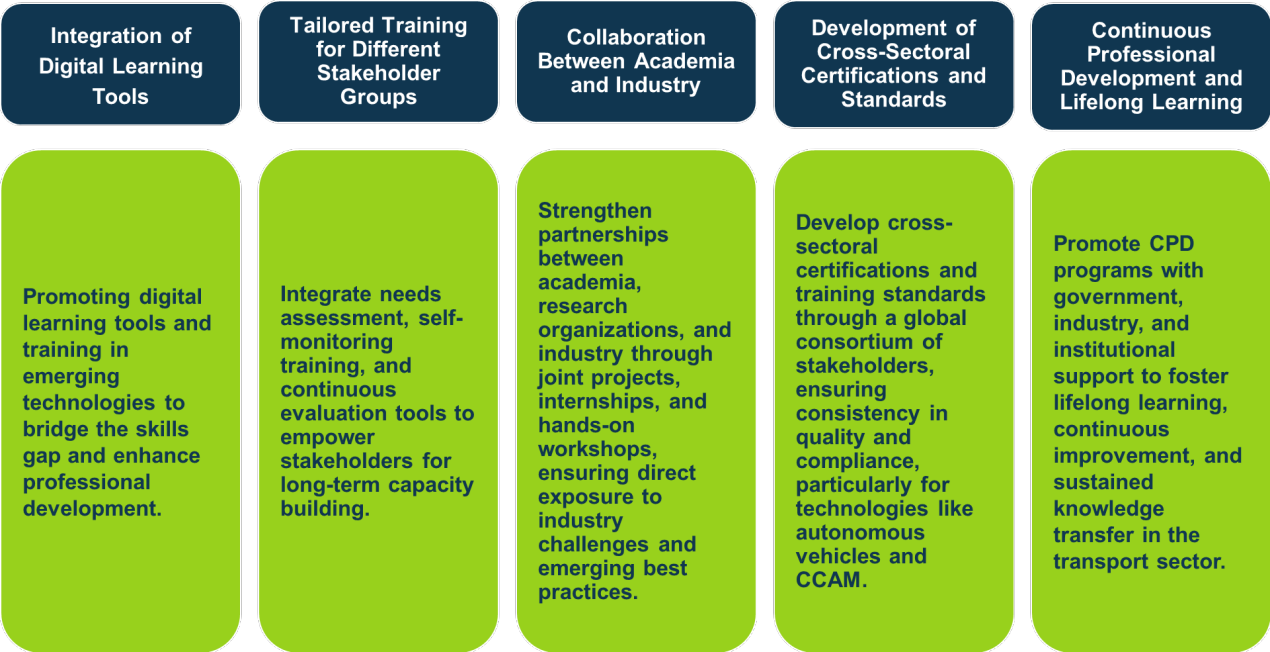 Integration of
Digital Learning
Tools
Tailored Training
for Different
Stakeholder
Groups
Collaboration
Between Academia
and Industry
Development of
Cross-Sectoral
Certifications and
Standards
Continuous
Professional
Development and
Lifelong Learning
Promoting digital
learning tools and
training in
emerging
technologies to
bridge the skills
gap and enhance
professional
development.
Integrate needs
assessment, self-
monitoring
training, and
continuous
evaluation tools to
empower
stakeholders for
long-term capacity
building.
Strengthen
partnerships
between
academia,
research
organizations, and
industry through
joint projects,
internships, and
hands-on
workshops,
ensuring direct
exposure to
industry
challenges and
emerging best
practices.
Develop cross-
sectoral
certifications and
training standards
through a global
consortium of
stakeholders,
ensuring
consistency in
quality and
compliance,
particularly for
technologies like
autonomous
vehicles and
CCAM.
Promote CPD
programs with
government,
industry, and
institutional
support to foster
lifelong learning,
continuous
improvement, and
sustained
knowledge
transfer in the
transport sector.